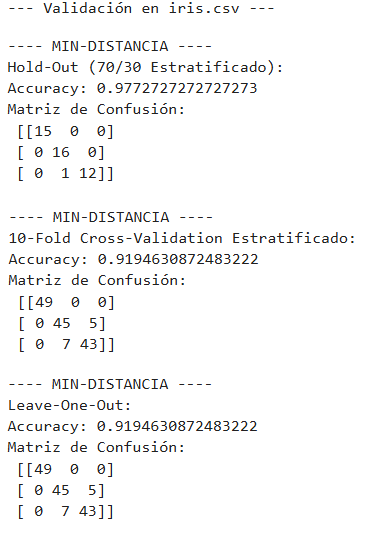 --- Validación en iris.csv ---
---- MIN-DISTANCIA ----
Hold-Out (70/30 Estratificado):
Accuracy: 0.9772727272727273
Matriz de Confusión:
[[15  0  0]
[ 0 16  0]
[ 0  1 12]]
---- MIN-DISTANCIA ----
10-Fold Cross-Validation Estratificado:
Accuracy: 0.9194630872483222
Matriz de Confusión:
[[49  0  0]
[ 0 45  5]
[ 0  7 43]]
---- MIN-DISTANCIA ----
Leave-One-Out:
Accuracy: 0.9194630872483222
Matriz de Confusión:
[[49  0  0]
[ 0 45  5]
[ 0  7 43]]